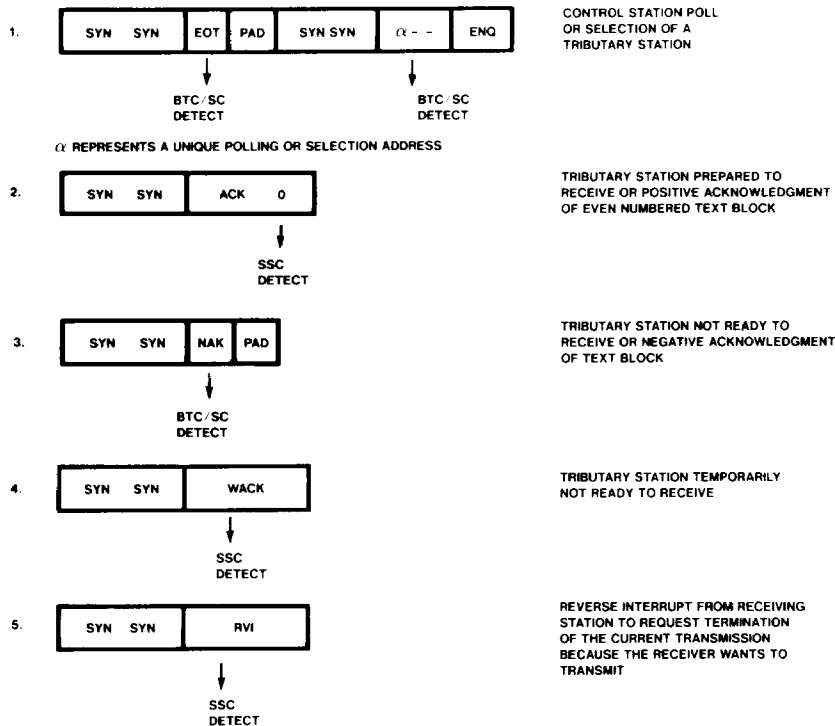 1. SYN SYN EOT PAD SYN SYN α - - ENQ
CONTROL STATION POLL
OR SELECTION OF A
TRIBUTARY STATION
BTC/SC
DETECT
BTC/SC
DETECT
α REPRESENTS A UNIQUE POLLING OR SELECTION ADDRESS
2. SYN SYN ACK 0
TRIBUTARY STATION PREPARED TO
RECEIVE OR POSITIVE ACKNOWLEDGMENT
OF EVEN NUMBERED TEXT BLOCK
SSC
DETECT
3. SYN SYN NAK PAD
TRIBUTARY STATION NOT READY TO
RECEIVE OR NEGATIVE ACKNOWLEDGMENT
OF TEXT BLOCK
BTC/SC
DETECT
4. SYN SYN WACK
TRIBUTARY STATION TEMPORARILY
NOT READY TO RECEIVE
SSC
DETECT
5. SYN SYN RVI
REVERSE INTERRUPT FROM RECEIVING
STATION TO REQUEST TERMINATION
OF THE CURRENT TRANSMISSION
BECAUSE THE RECEIVER WANTS TO
TRANSMIT
SSC
DETECT